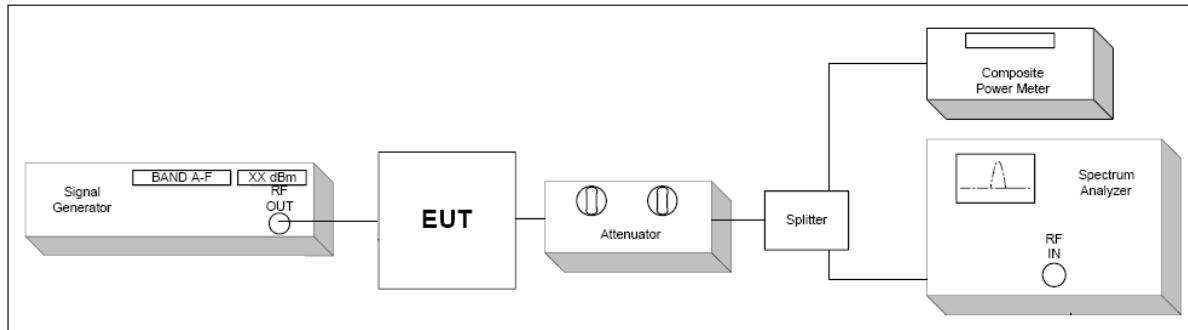 Signal
Generator
BAND A-F
XX dBm
RF
OUT
EUT
Attenuator
Splitter
Composite
Power Meter
Spectrum
Analyzer
RF
IN